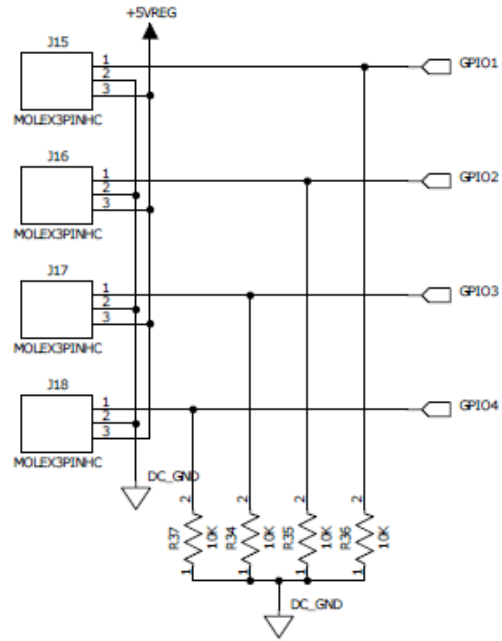 +5VREG
J15
1
2
3
MOLEX3PINHC
GPIO1
J16
1
2
3
MOLEX3PINHC
GPIO2
J17
1
2
3
MOLEX3PINHC
GPIO3
J18
1
2
3
MOLEX3PINHC
GPIO4
DC_GND
2
R37
10K
1
2
R34
10K
1
2
R35
10K
1
2
R36
10K
1
DC_GND